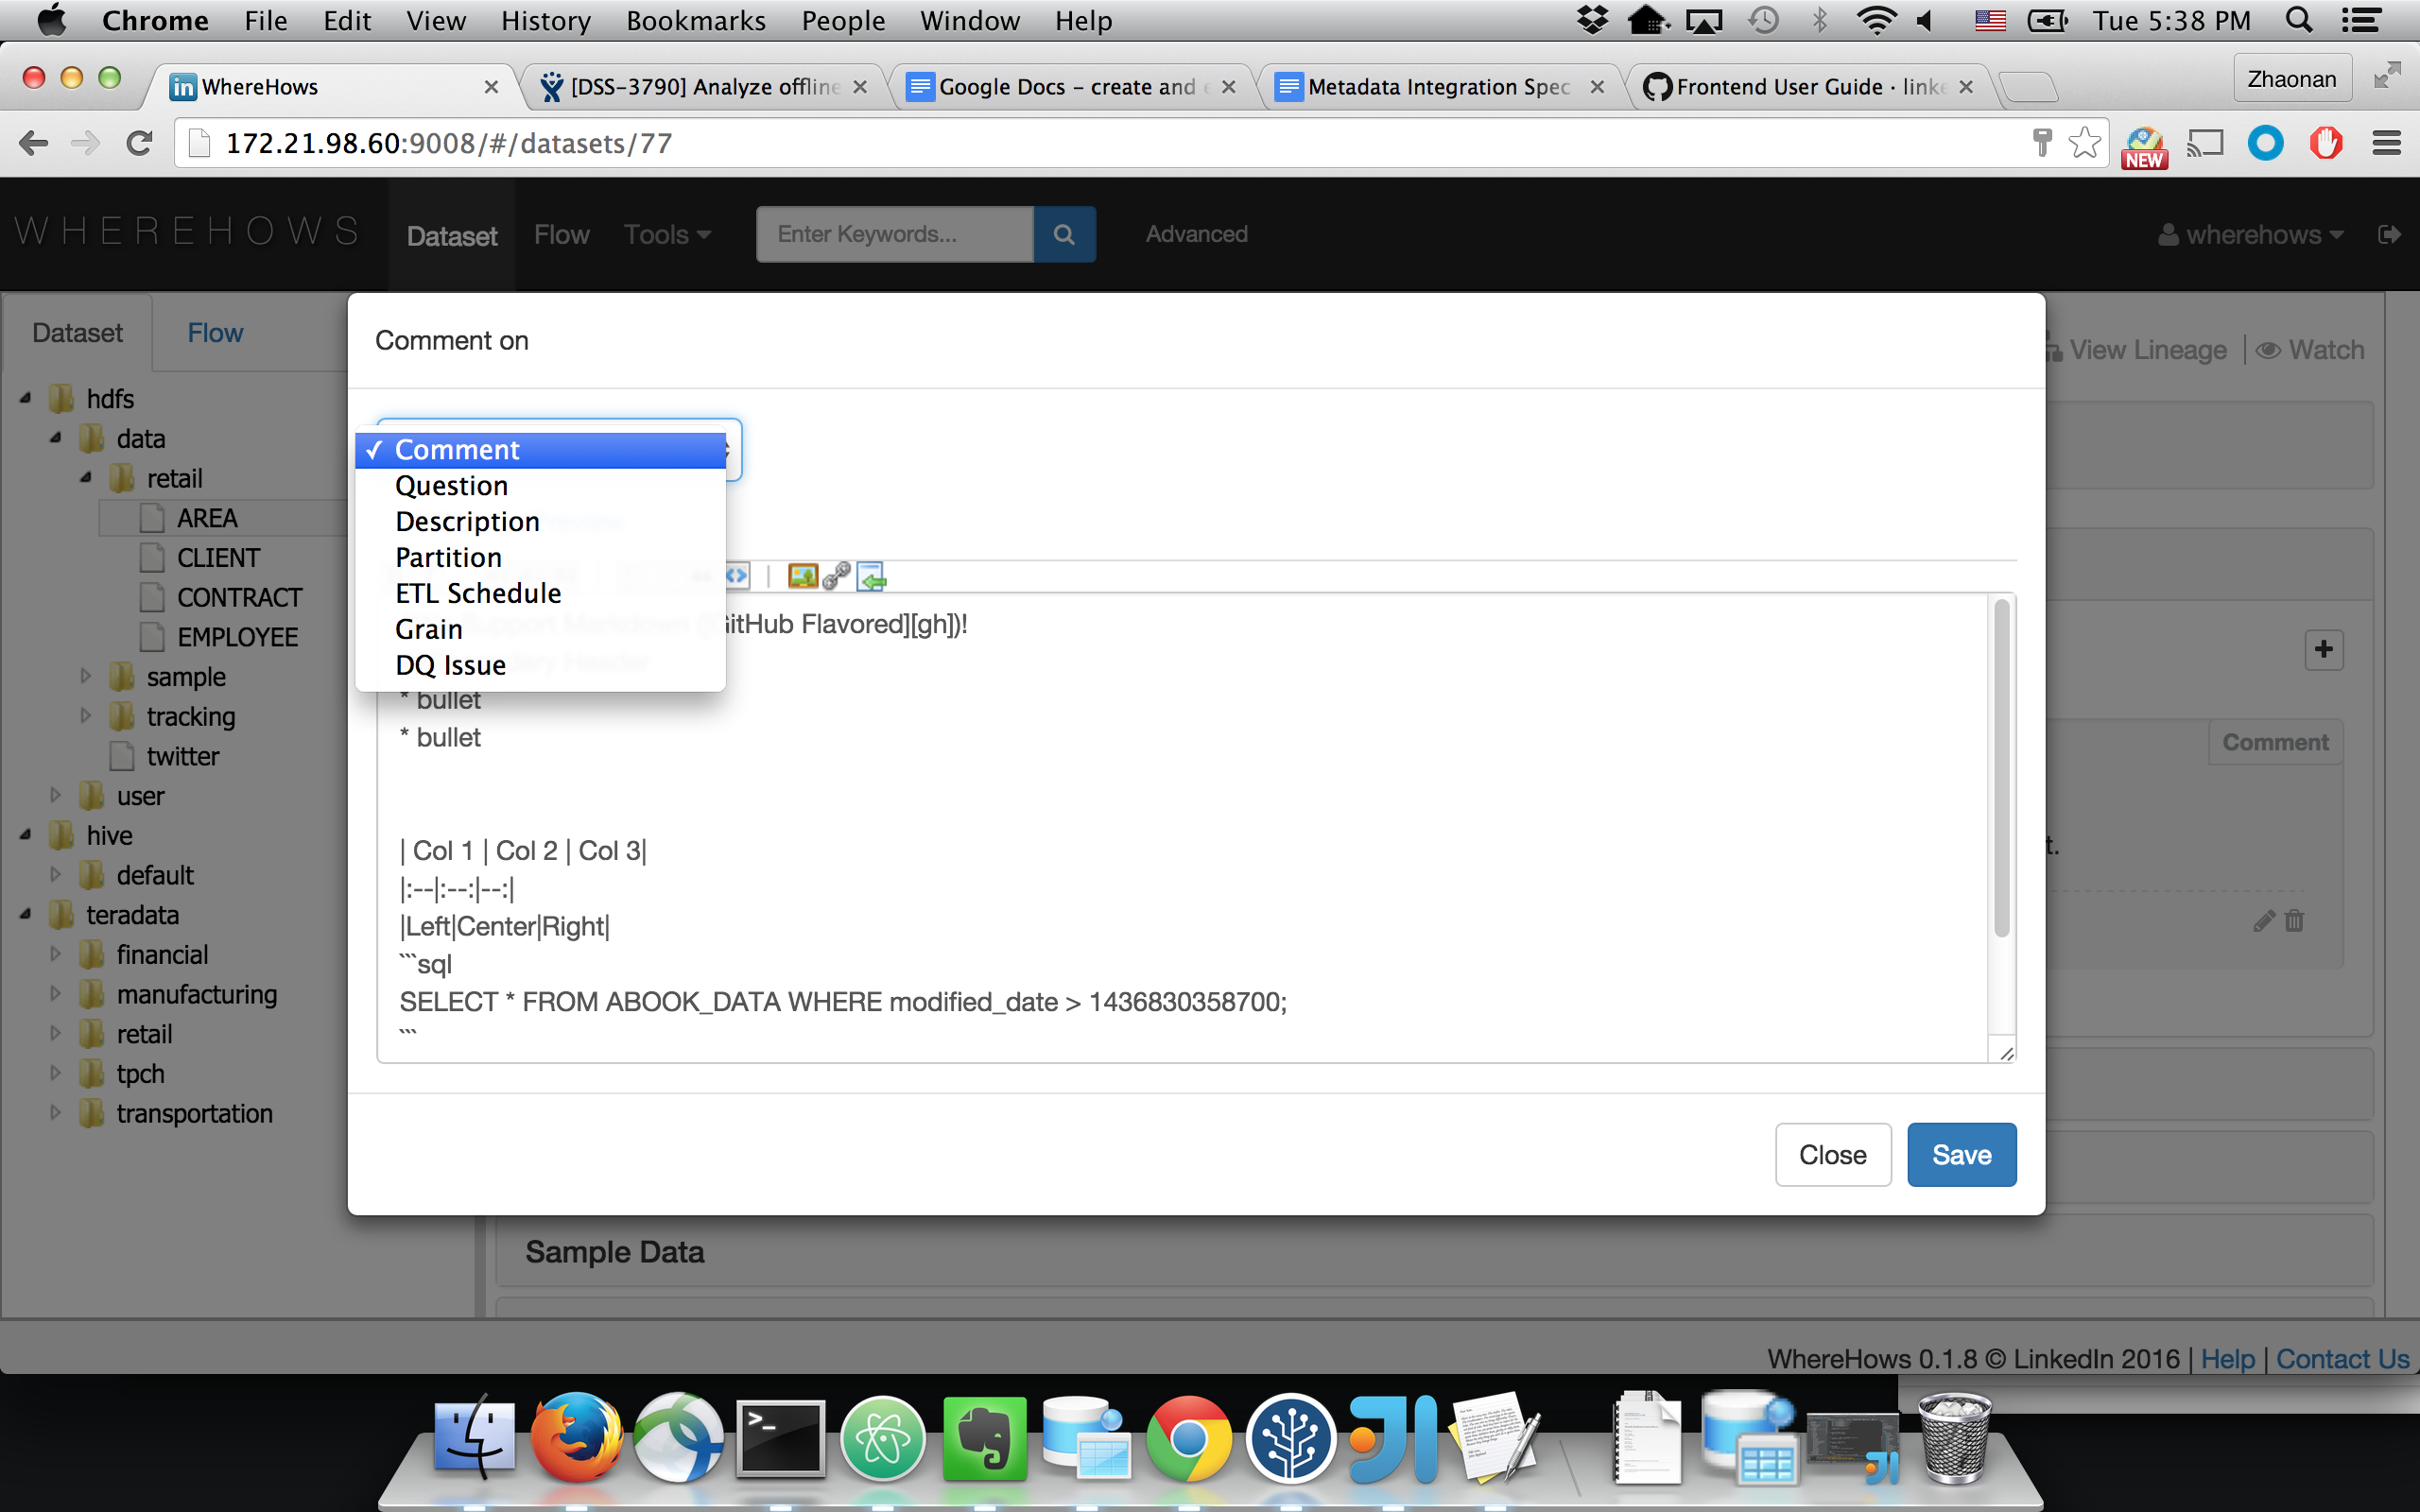 Chrome File Edit View History Bookmarks People Window Help Tue 5:38 PM
WhereHows [DSS-3790] Analyze offline Google Docs – create and e Metadata Integration Spec Frontend User Guide · linke Zhaonan
172.21.98.60:9008/#/datasets/77
NEW
WHEREHOWS Dataset Flow Tools Enter Keywords... Advanced wherehows
Dataset Flow
Comment on
View Lineage | Watch
hdfs
data
retail
AREA
CLIENT
CONTRACT
EMPLOYEE
sample
tracking
twitter
user
hive
default
teradata
financial
manufacturing
retail
tpch
transportation
✓ Comment
Question
Description
Preview
Partition
ETL Schedule
Grain
DQ Issue
Support Markdown ([GitHub Flavored][gh])!
Header
* bullet
* bullet
| Col 1 | Col 2 | Col 3|
|:--|:--:|--:|
|Left|Center|Right|
```sql
SELECT * FROM ABOOK_DATA WHERE modified_date > 1436830358700;
```
Comment
t.
Close Save
Sample Data
WhereHows 0.1.8 © LinkedIn 2016 | Help | Contact Us